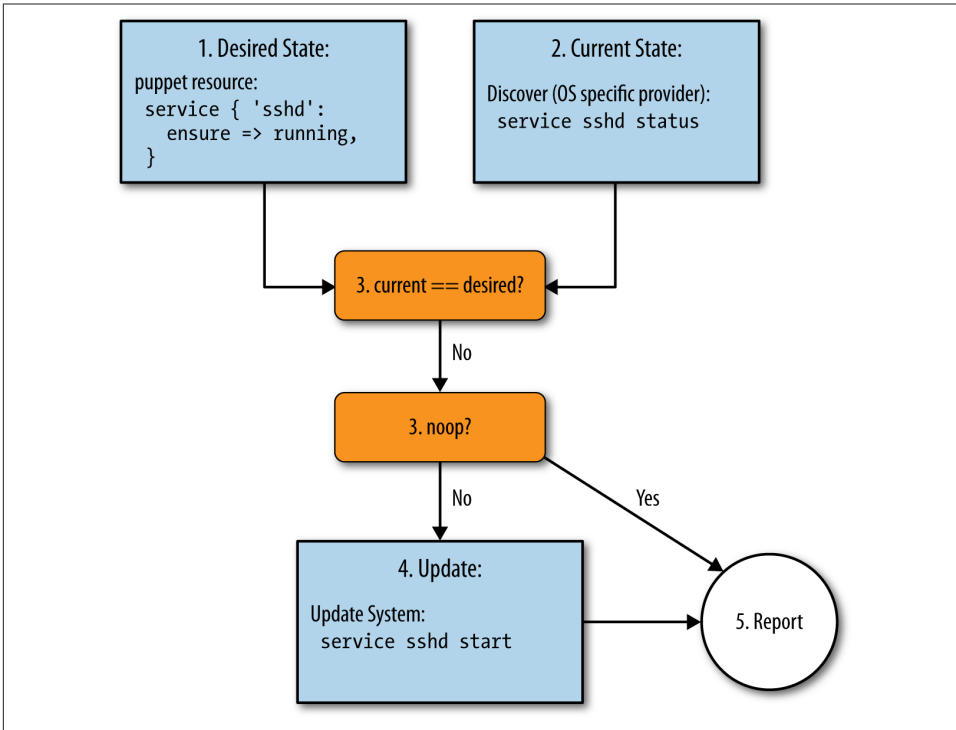 1. Desired State:
puppet resource:
service { 'sshd':
ensure => running,
}
2. Current State:
Discover (OS specific provider):
service sshd status
3. current == desired?
No
3. noop?
No
Yes
4. Update:
Update System:
service sshd start
5. Report